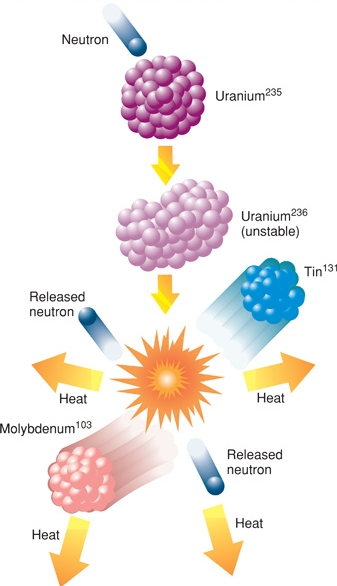 Neutron
Uranium²³⁵
Uranium²³⁶
(unstable)
Tin¹³¹
Released
neutron
Heat
Heat
Molybdenum¹⁰³
Released
neutron
Heat
Heat